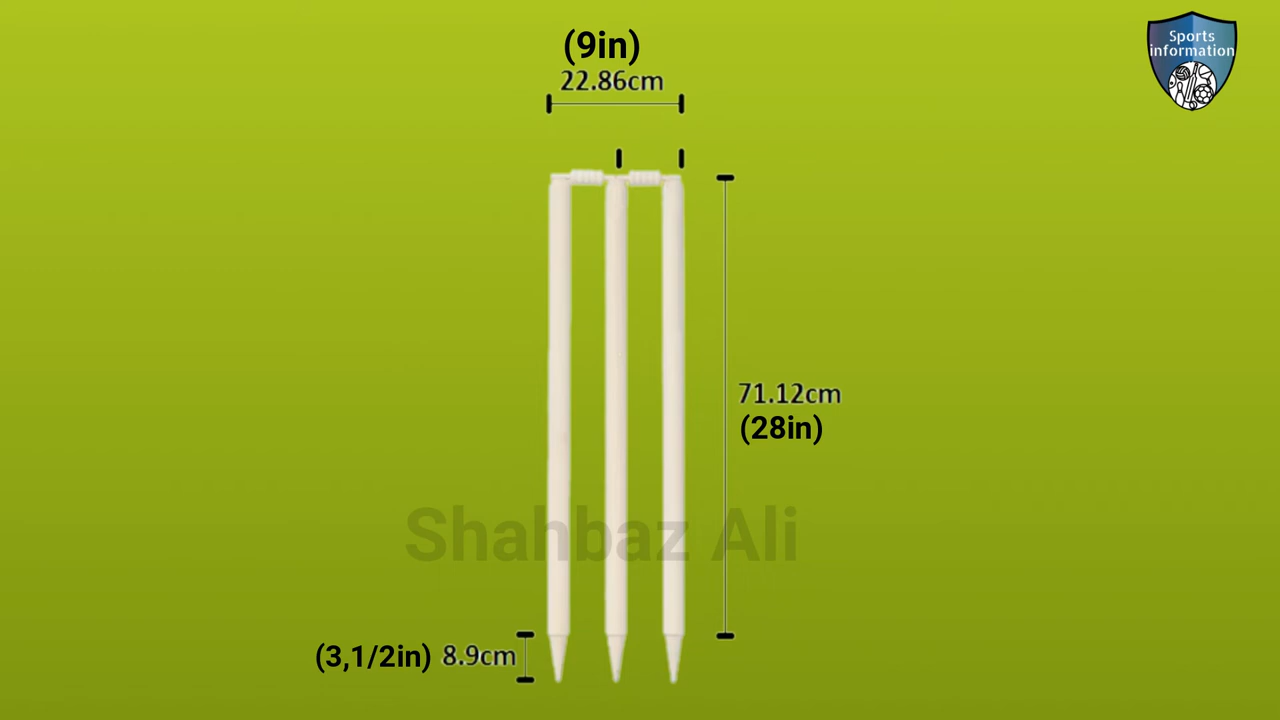 (9in)
22.86cm
Sports
information
71.12cm
(28in)
Shahbaz Ali
(3,1/2in) 8.9cm